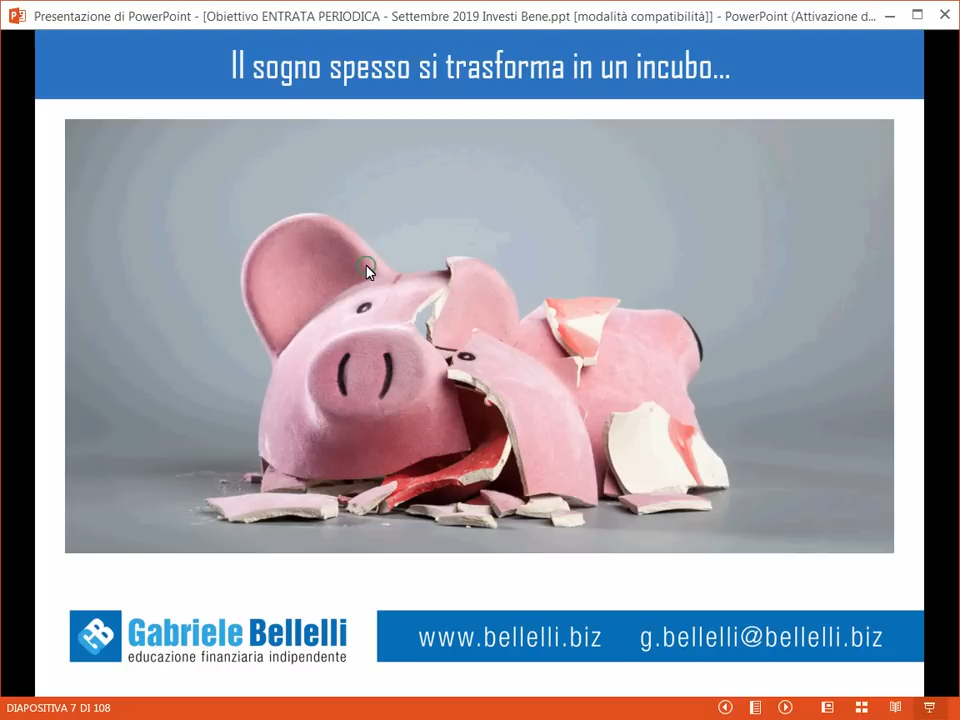 Presentazione di PowerPoint - [Obiettivo ENTRATA PERIODICA - Settembre 2019 Investi Bene.ppt [modalità compatibilità]] - PowerPoint (Attivazione d...
Il sogno spesso si trasforma in un incubo...
Gabriele Bellelli
educazione finanziaria indipendente
www.bellelli.biz g.bellelli@bellelli.biz
DIAPOSITIVA 7 DI 108